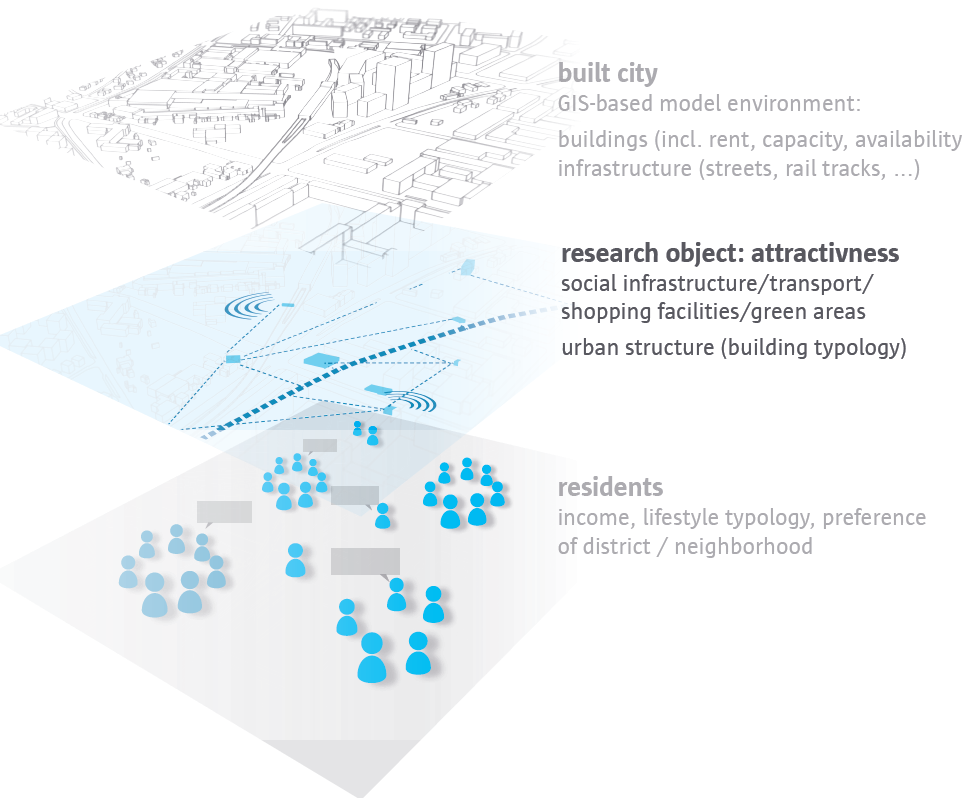 built city
GIS-based model environment:
buildings (incl. rent, capacity, availability
infrastructure (streets, rail tracks, ...)
research object: attractivness
social infrastructure/transport/
shopping facilities/green areas
urban structure (building typology)
residents
income, lifestyle typology, preference
of district / neighborhood